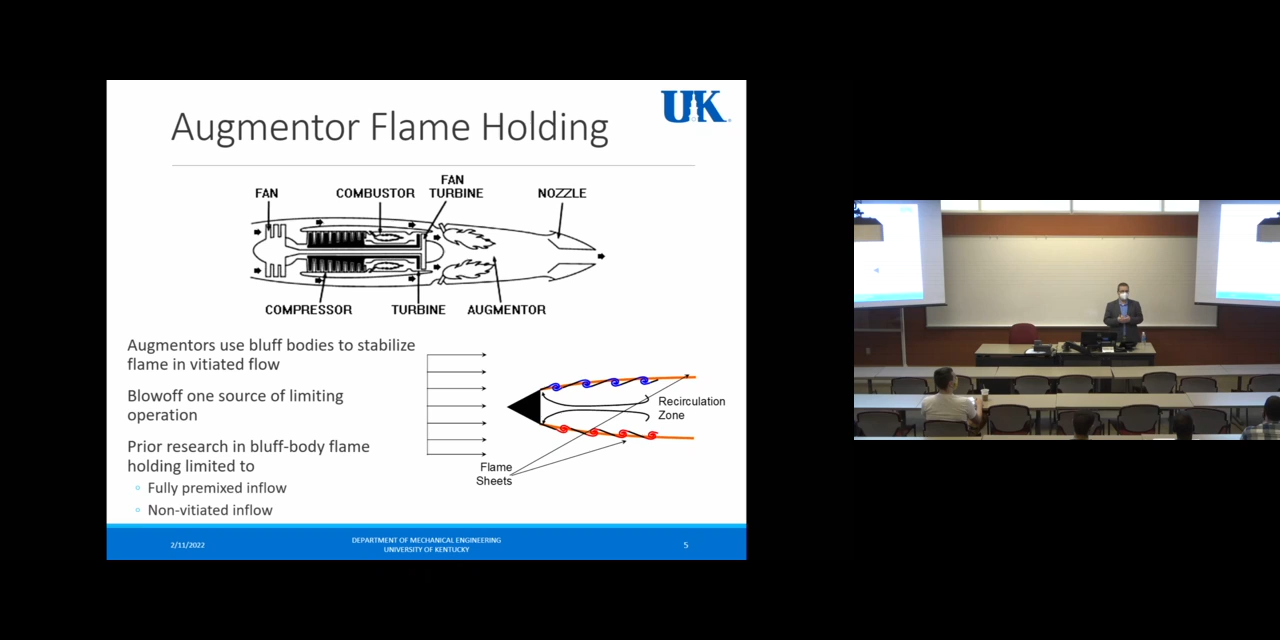 Augmentor Flame Holding
UK
FAN
COMBUSTOR
FAN
TURBINE
NOZZLE
COMPRESSOR
TURBINE
AUGMENTOR
Augmentors use bluff bodies to stabilize
flame in vitiated flow
Blowoff one source of limiting
operation
Prior research in bluff-body flame
holding limited to
Fully premixed inflow
Non-vitiated inflow
Recirculation
Zone
Flame
Sheets
2/11/2022
DEPARTMENT OF MECHANICAL ENGINEERING
UNIVERSITY OF KENTUCKY
5